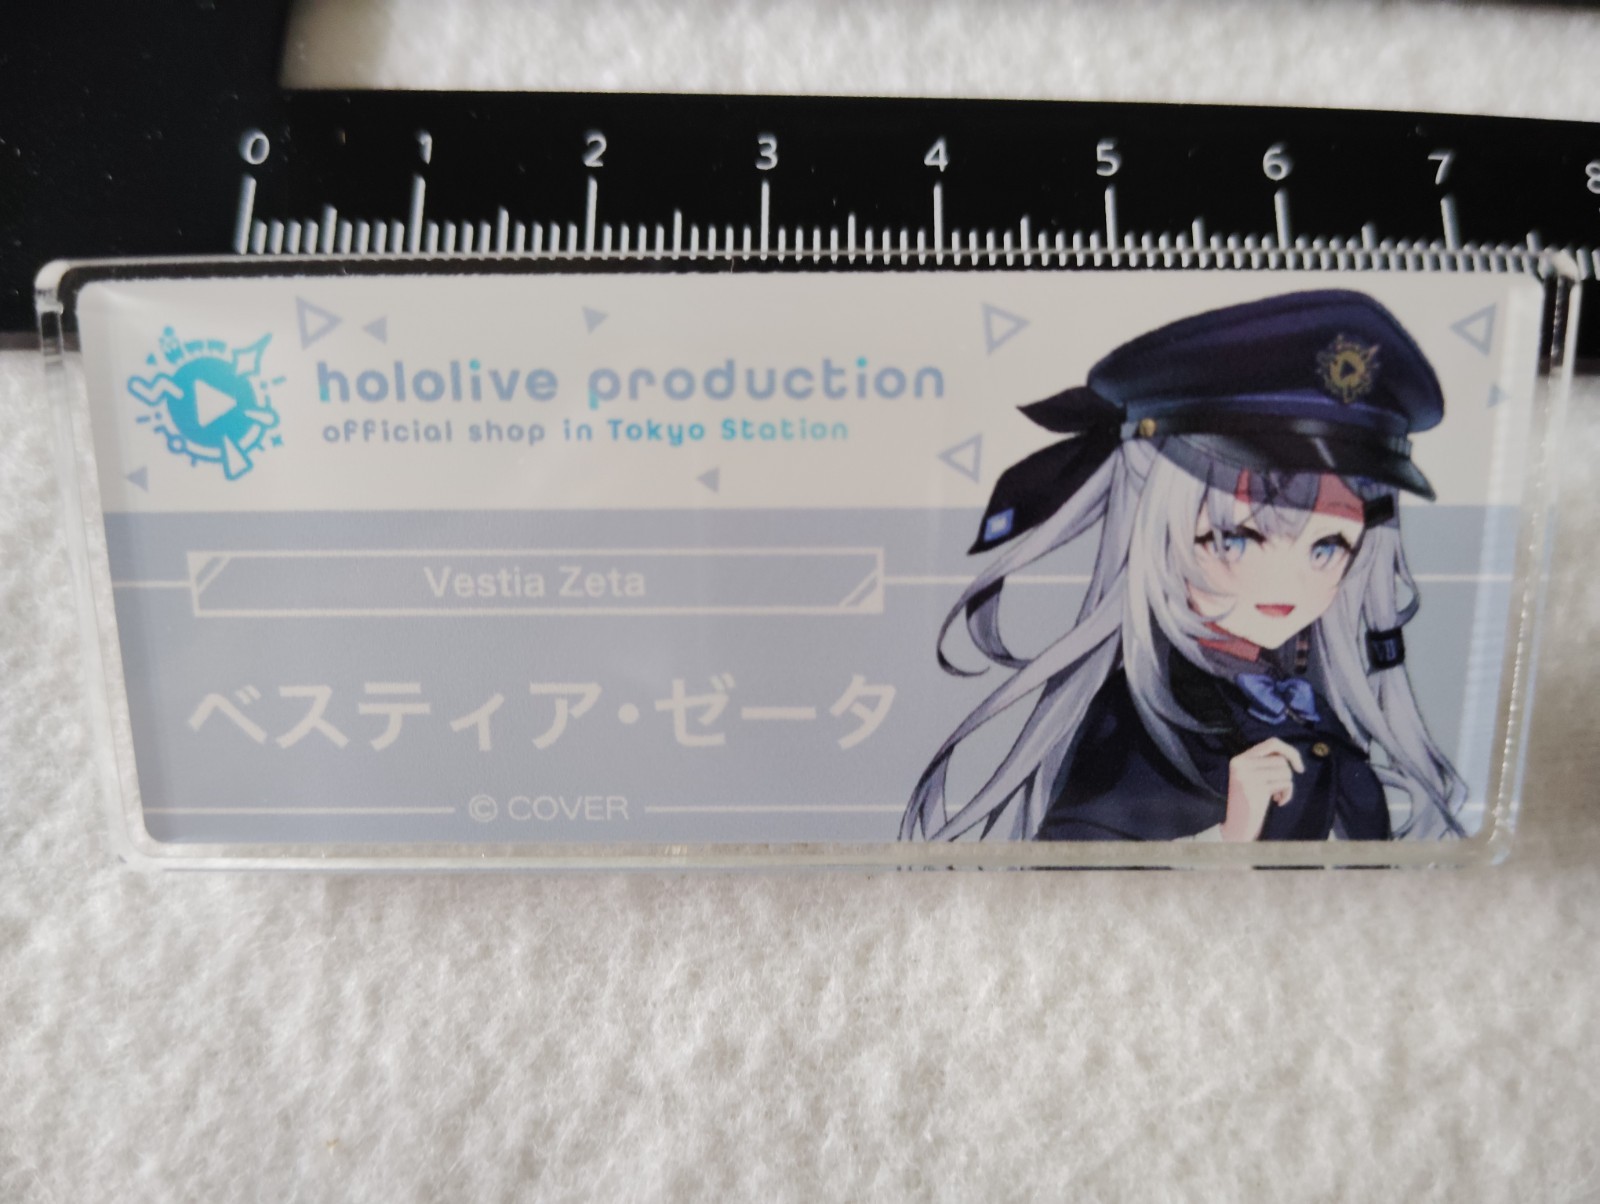 0 1 2 3 4 5 6 7 8
hololive production
official shop in Tokyo Station
Vestia Zeta
ベスティア・ゼータ
© COVER